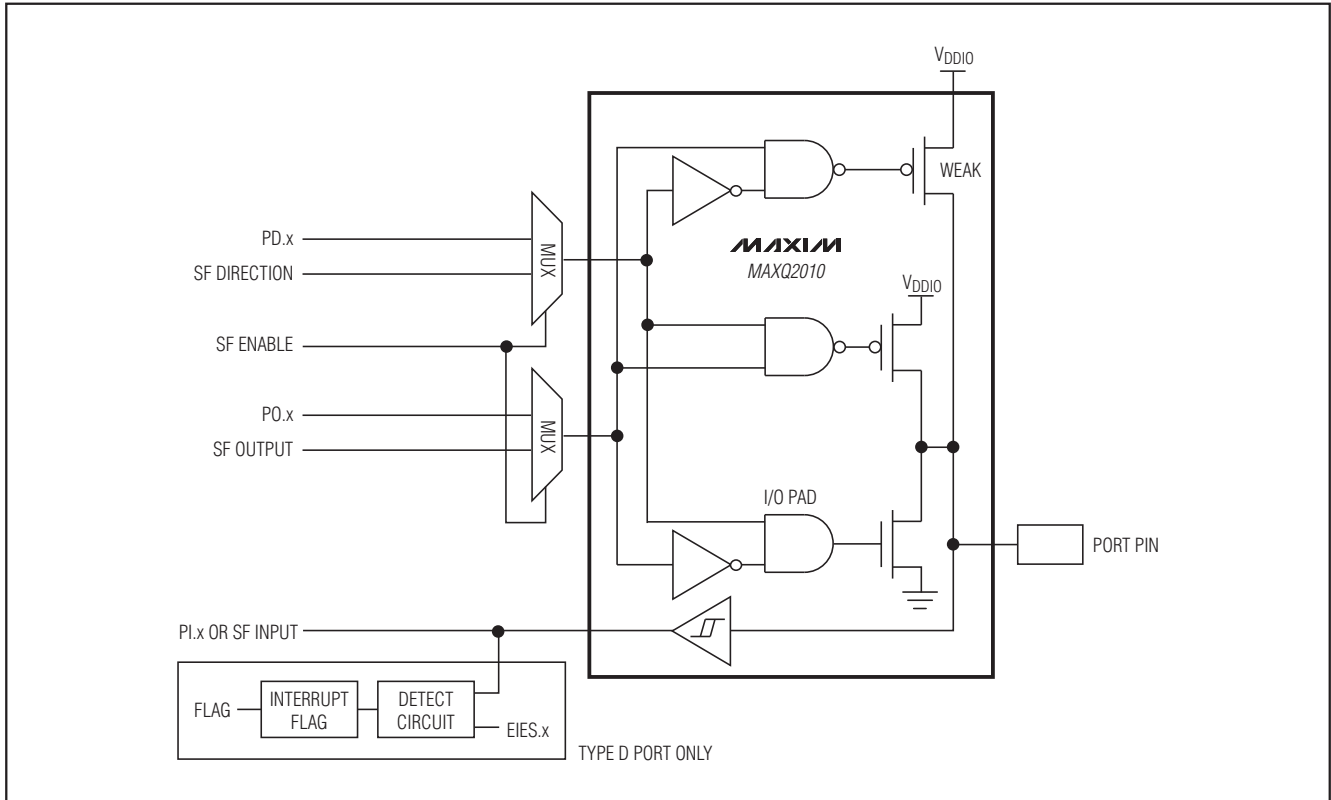 VDDIO
WEAK
PD.x
MUX
MAXIM
SF DIRECTION
MAXQ2010
VDDIO
SF ENABLE
PO.x
MUX
SF OUTPUT
I/O PAD
PORT PIN
PI.x OR SF INPUT
FLAG
INTERRUPT
FLAG
DETECT
CIRCUIT
EIES.x
TYPE D PORT ONLY